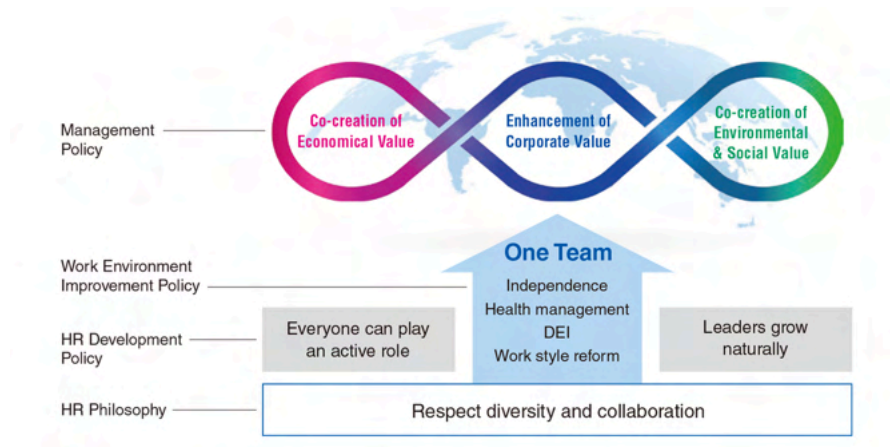 Co-creation of
Economical Value
Enhancement of
Corporate Value
Co-creation of
Environmental
& Social Value
Management
Policy
One Team
Work Environment
Improvement Policy
Independence
Health management
DEI
Work style reform
HR Development
Policy
Everyone can play
an active role
Leaders grow
naturally
HR Philosophy
Respect diversity and collaboration